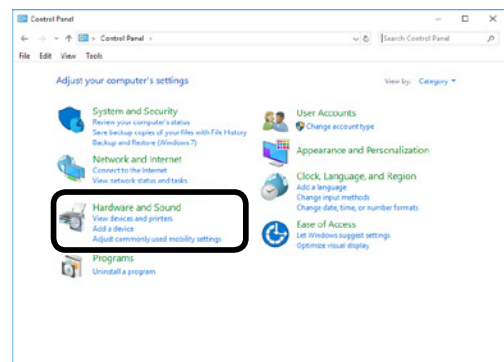 Control Panel
Control Panel
Search Control Panel
File Edit View Tools
Adjust your computer's settings
View by: Category
System and Security
Review your computer's status
Save backup copies of your files with File History
Backup and Restore (Windows 7)
Network and Internet
Connect to the Internet
View network status and tasks
Hardware and Sound
View devices and printers
Add a device
Adjust commonly used mobility settings
Programs
Uninstall a program
User Accounts
Change account type
Appearance and Personalization
Clock, Language, and Region
Add a language
Change input methods
Change date, time, or number formats
Ease of Access
Let Windows suggest settings
Optimize visual display